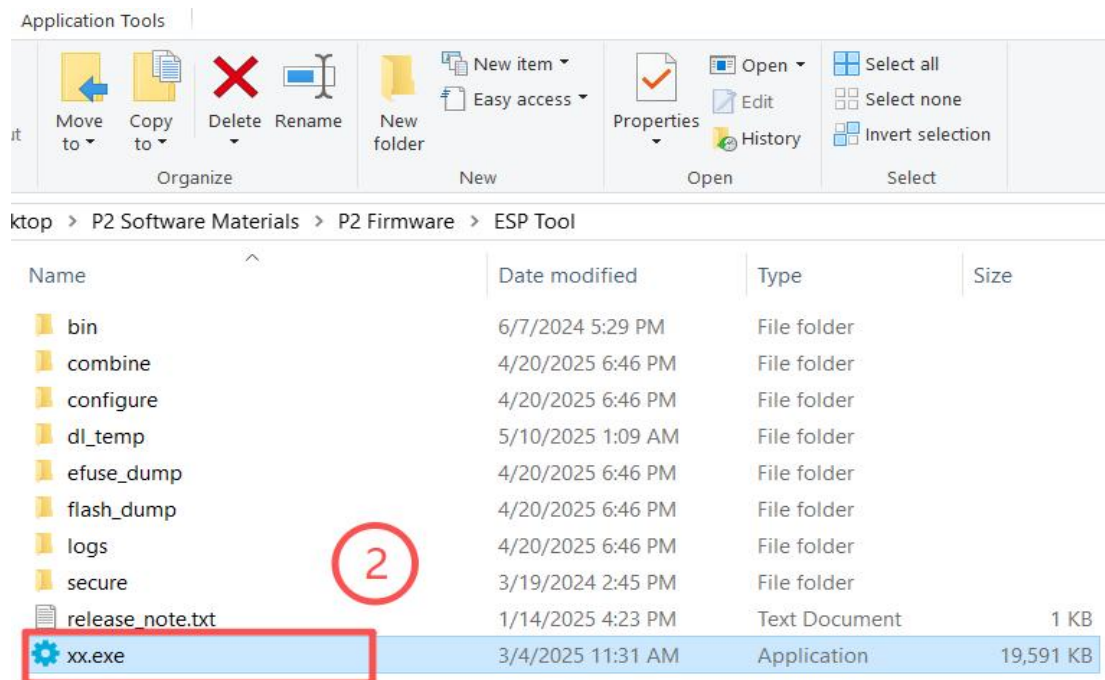 Application Tools
Move to
Copy to
Delete
Rename
New folder
New item
Easy access
Properties
Open
Edit
History
Select all
Select none
Invert selection
Organize
New
Open
Select
ktop > P2 Software Materials > P2 Firmware > ESP Tool
Name Date modified Type Size
bin 6/7/2024 5:29 PM File folder
combine 4/20/2025 6:46 PM File folder
configure 4/20/2025 6:46 PM File folder
dl_temp 5/10/2025 1:09 AM File folder
efuse_dump 4/20/2025 6:46 PM File folder
flash_dump 4/20/2025 6:46 PM File folder
logs 4/20/2025 6:46 PM File folder
2
secure 3/19/2024 2:45 PM File folder
release_note.txt 1/14/2025 4:23 PM Text Document 1 KB
xx.exe 3/4/2025 11:31 AM Application 19,591 KB